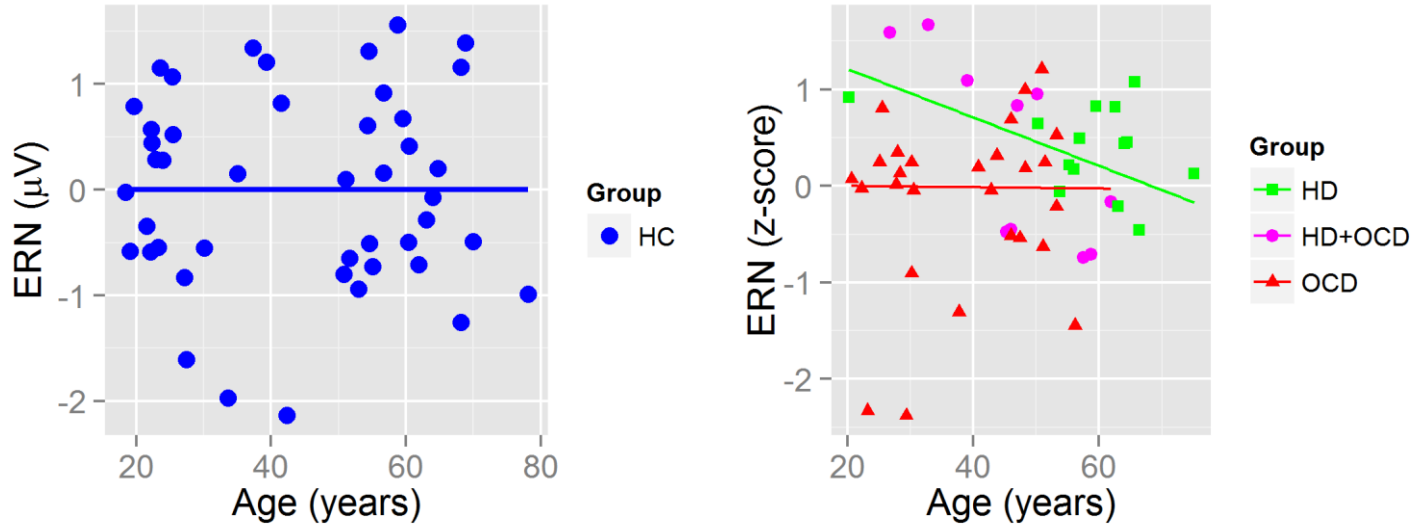 ERN (µV)
1
0
-1
-2
20 40 60 80
Age (years)
Group
HC
ERN (z-score)
1
0
-1
-2
20 40 60
Age (years)
Group
HD
HD+OCD
OCD